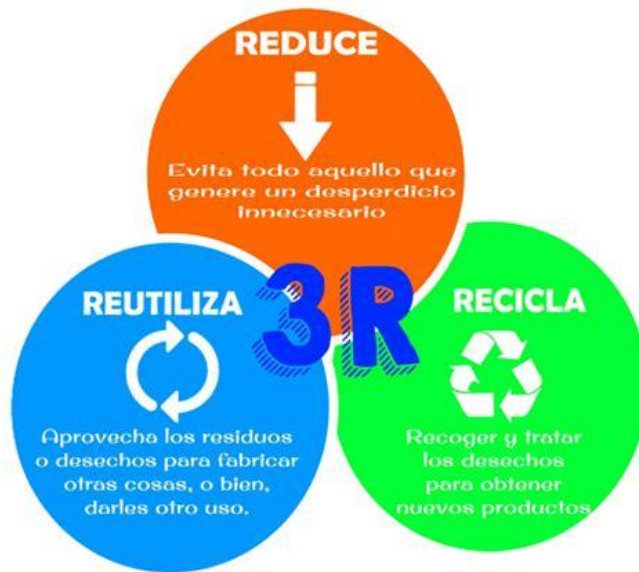 REDUCE
Evita todo aquello que
genere un desperdicio
innecesario
3R
REUTILIZA
Aprovecha los residuos
o desechos para fabricar
otras cosas, o bien,
darles otro uso.
RECICLA
Recoger y tratar
los desechos
para obtener
nuevos productos